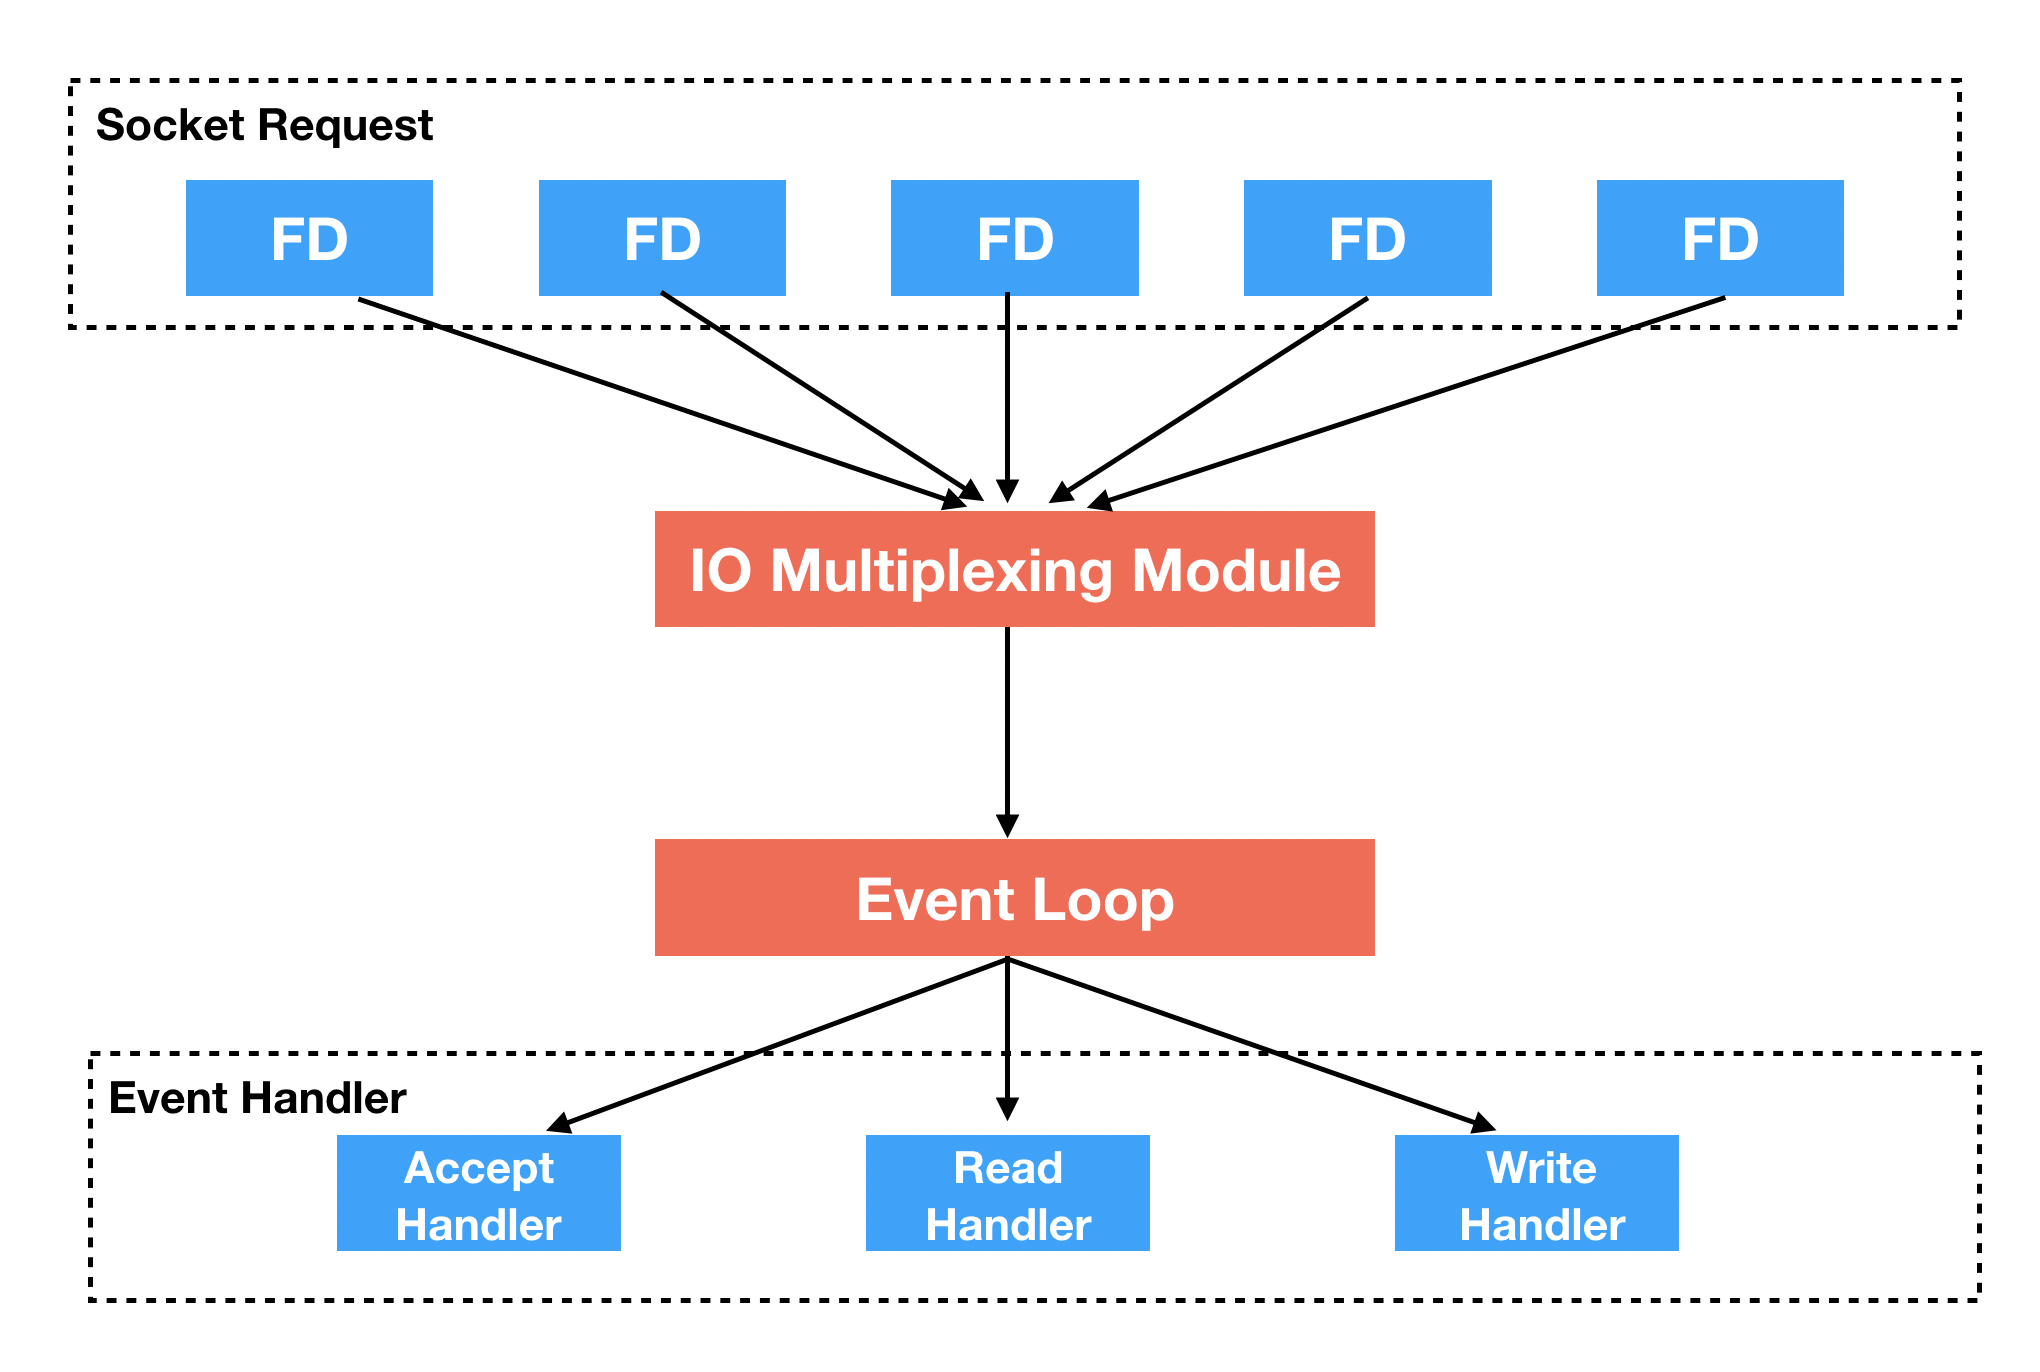 Socket Request
FD
FD
FD
FD
FD
IO Multiplexing Module
Event Loop
Event Handler
Accept
Handler
Read
Handler
Write
Handler